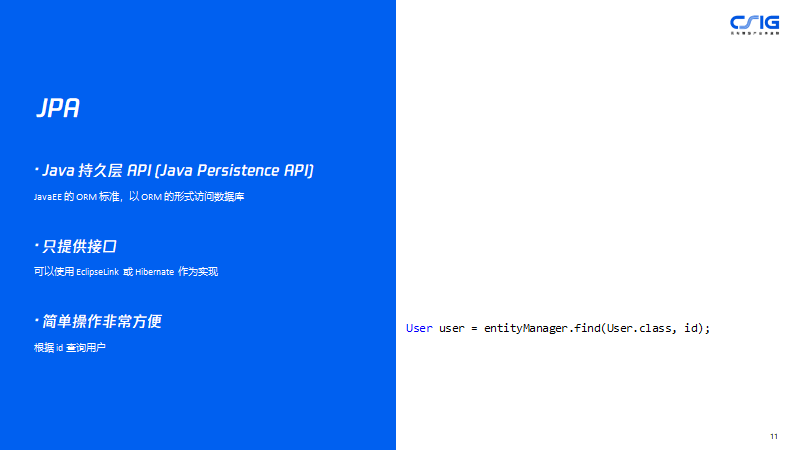 CSIG
JPA
· Java 持久层 API (Java Persistence API)
JavaEE 的 ORM 标准，以 ORM 的形式访问数据库
· 只提供接口
可以使用 EclipseLink 或 Hibernate 作为实现
· 简单操作非常方便
根据 id 查询用户
User user = entityManager.find(User.class, id);
11